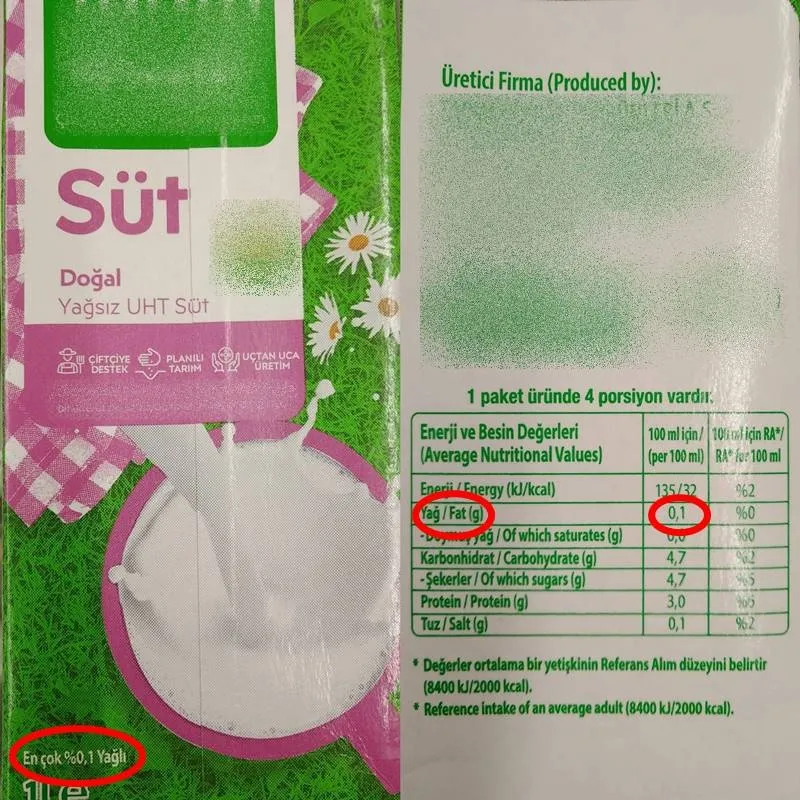 Süt
Doğal
Yağsız UHT Süt
ÇİFTÇİYE
DESTEK
PLANLI
TARIM
UÇTAN UCA
ÜRETİM
En çok %0,1 Yağlı
1L e
Üretici Firma (Produced by):
1 paket üründe 4 porsiyon vardır.
Enerji ve Besin Değerleri
(Average Nutritional Values)
100 ml için /
(per 100 ml)
100 ml için RA*/
RA* for 100 ml
Enerji / Energy (kJ/kcal) 135/32 %2
Yağ / Fat (g) 0,1 %0
-Doymuş yağ / Of which saturates (g) 0,0 %0
Karbonhidrat / Carbohydrate (g) 4,7 %2
-Şekerler / Of which sugars (g) 4,7 %5
Protein / Protein (g) 3,0 %6
Tuz / Salt (g) 0,1 %2
* Değerler ortalama bir yetişkinin Referans Alım düzeyini belirtir
(8400 kJ/2000 kcal).
* Reference intake of an average adult (8400 kJ/2000 kcal).